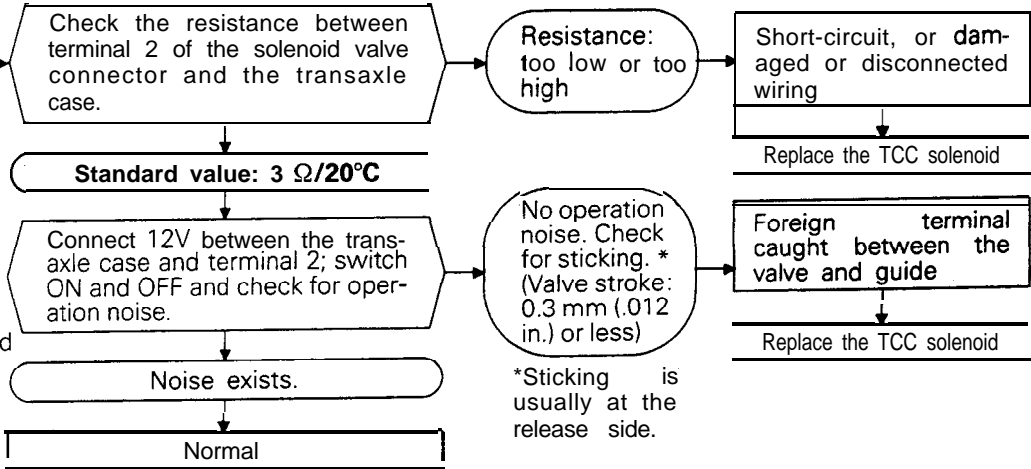 Check the resistance between
terminal 2 of the solenoid valve
connector and the transaxle
case.
Resistance:
too low or too
high
Short-circuit, or dam-
aged or disconnected
wiring
Replace the TCC solenoid
Standard value: 3 Ω/20°C
Connect 12V between the trans-
axle case and terminal 2; switch
ON and OFF and check for oper-
ation noise.
No operation
noise. Check
for sticking. *
(Valve stroke:
0.3 mm (.012
in.) or less)
Foreign terminal
caught between the
valve and guide
Replace the TCC solenoid
d
Noise exists.
*Sticking is
usually at the
release side.
Normal